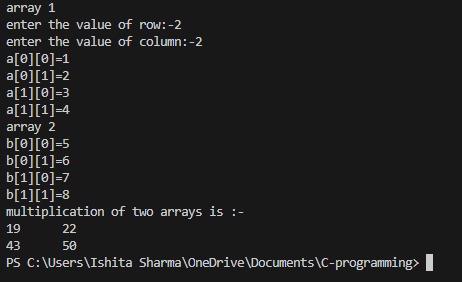 array 1
enter the value of row:-2
enter the value of column:-2
a[0][0]=1
a[0][1]=2
a[1][0]=3
a[1][1]=4
array 2
b[0][0]=5
b[0][1]=6
b[1][0]=7
b[1][1]=8
multiplication of two arrays is :-
19 22
43 50
PS C:\Users\Ishita Sharma\OneDrive\Documents\C-programming>